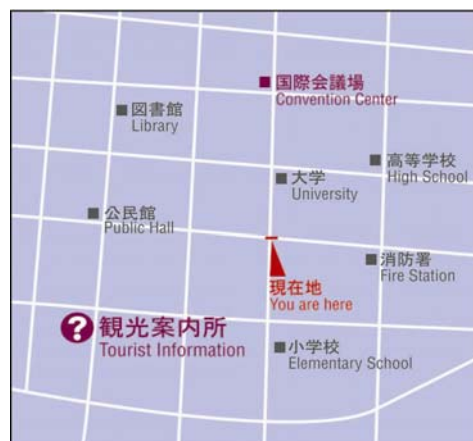 国際会議場
Convention Center
図書館
Library
高等学校
High School
大学
University
公民館
Public Hall
消防署
Fire Station
現在地
You are here
?
観光案内所
Tourist Information
小学校
Elementary School